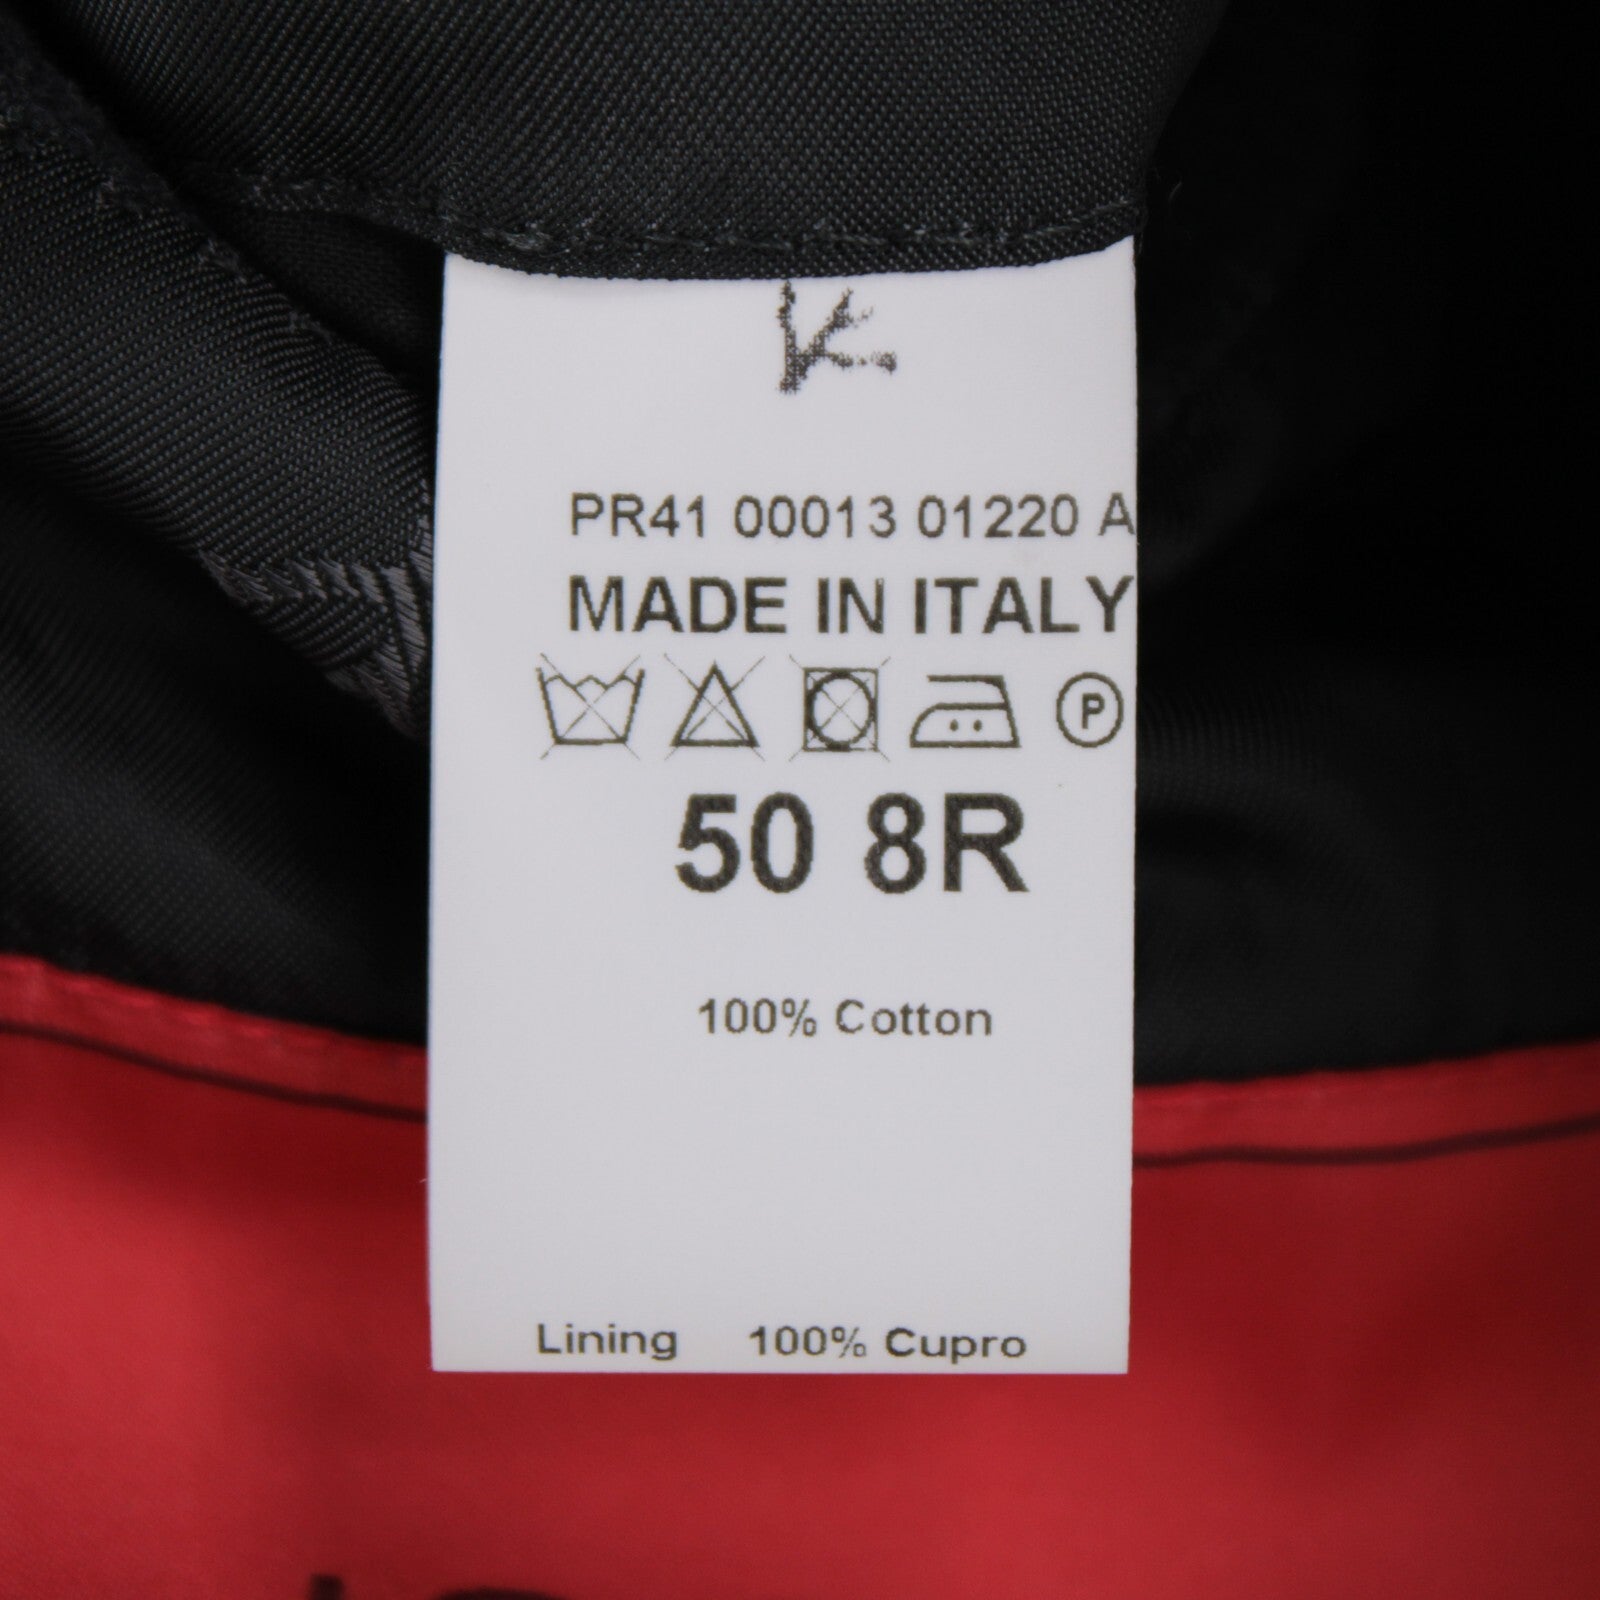 K
PR41 00013 01220 A
MADE IN ITALY
P
50 8R
100% Cotton
Lining 100% Cupro